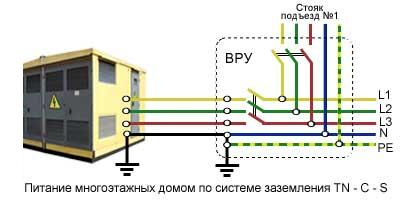 Стояк
подъезд №1
ВРУ
L1
L2
L3
N
PE
Питание многоэтажных домом по системе заземления TN - C - S